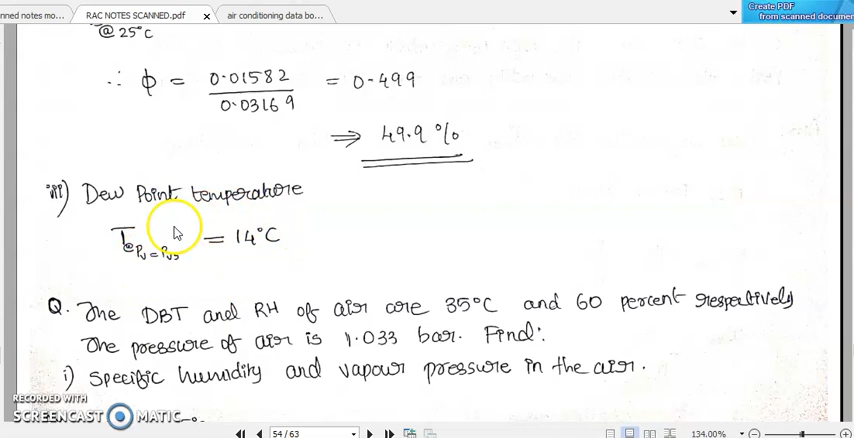 Create PDF
from scanned document
nned notes mo...
RAC NOTES SCANNED.pdf
×
air conditioning data bo...
@ 25°C
∴ ϕ = 0.01582 / 0.03169 = 0.499
⇒ 49.9 %
iii) Dew Point temperature
T@Pv=Pvs = 14°C
Q. The DBT and RH of air are 35°C and 60 percent respectively
The pressure of air is 1.033 bar. Find:
i) specific humidity and vapour pressure in the air.
RECORDED WITH
SCREENCAST MATIC
54 / 63
134.00%